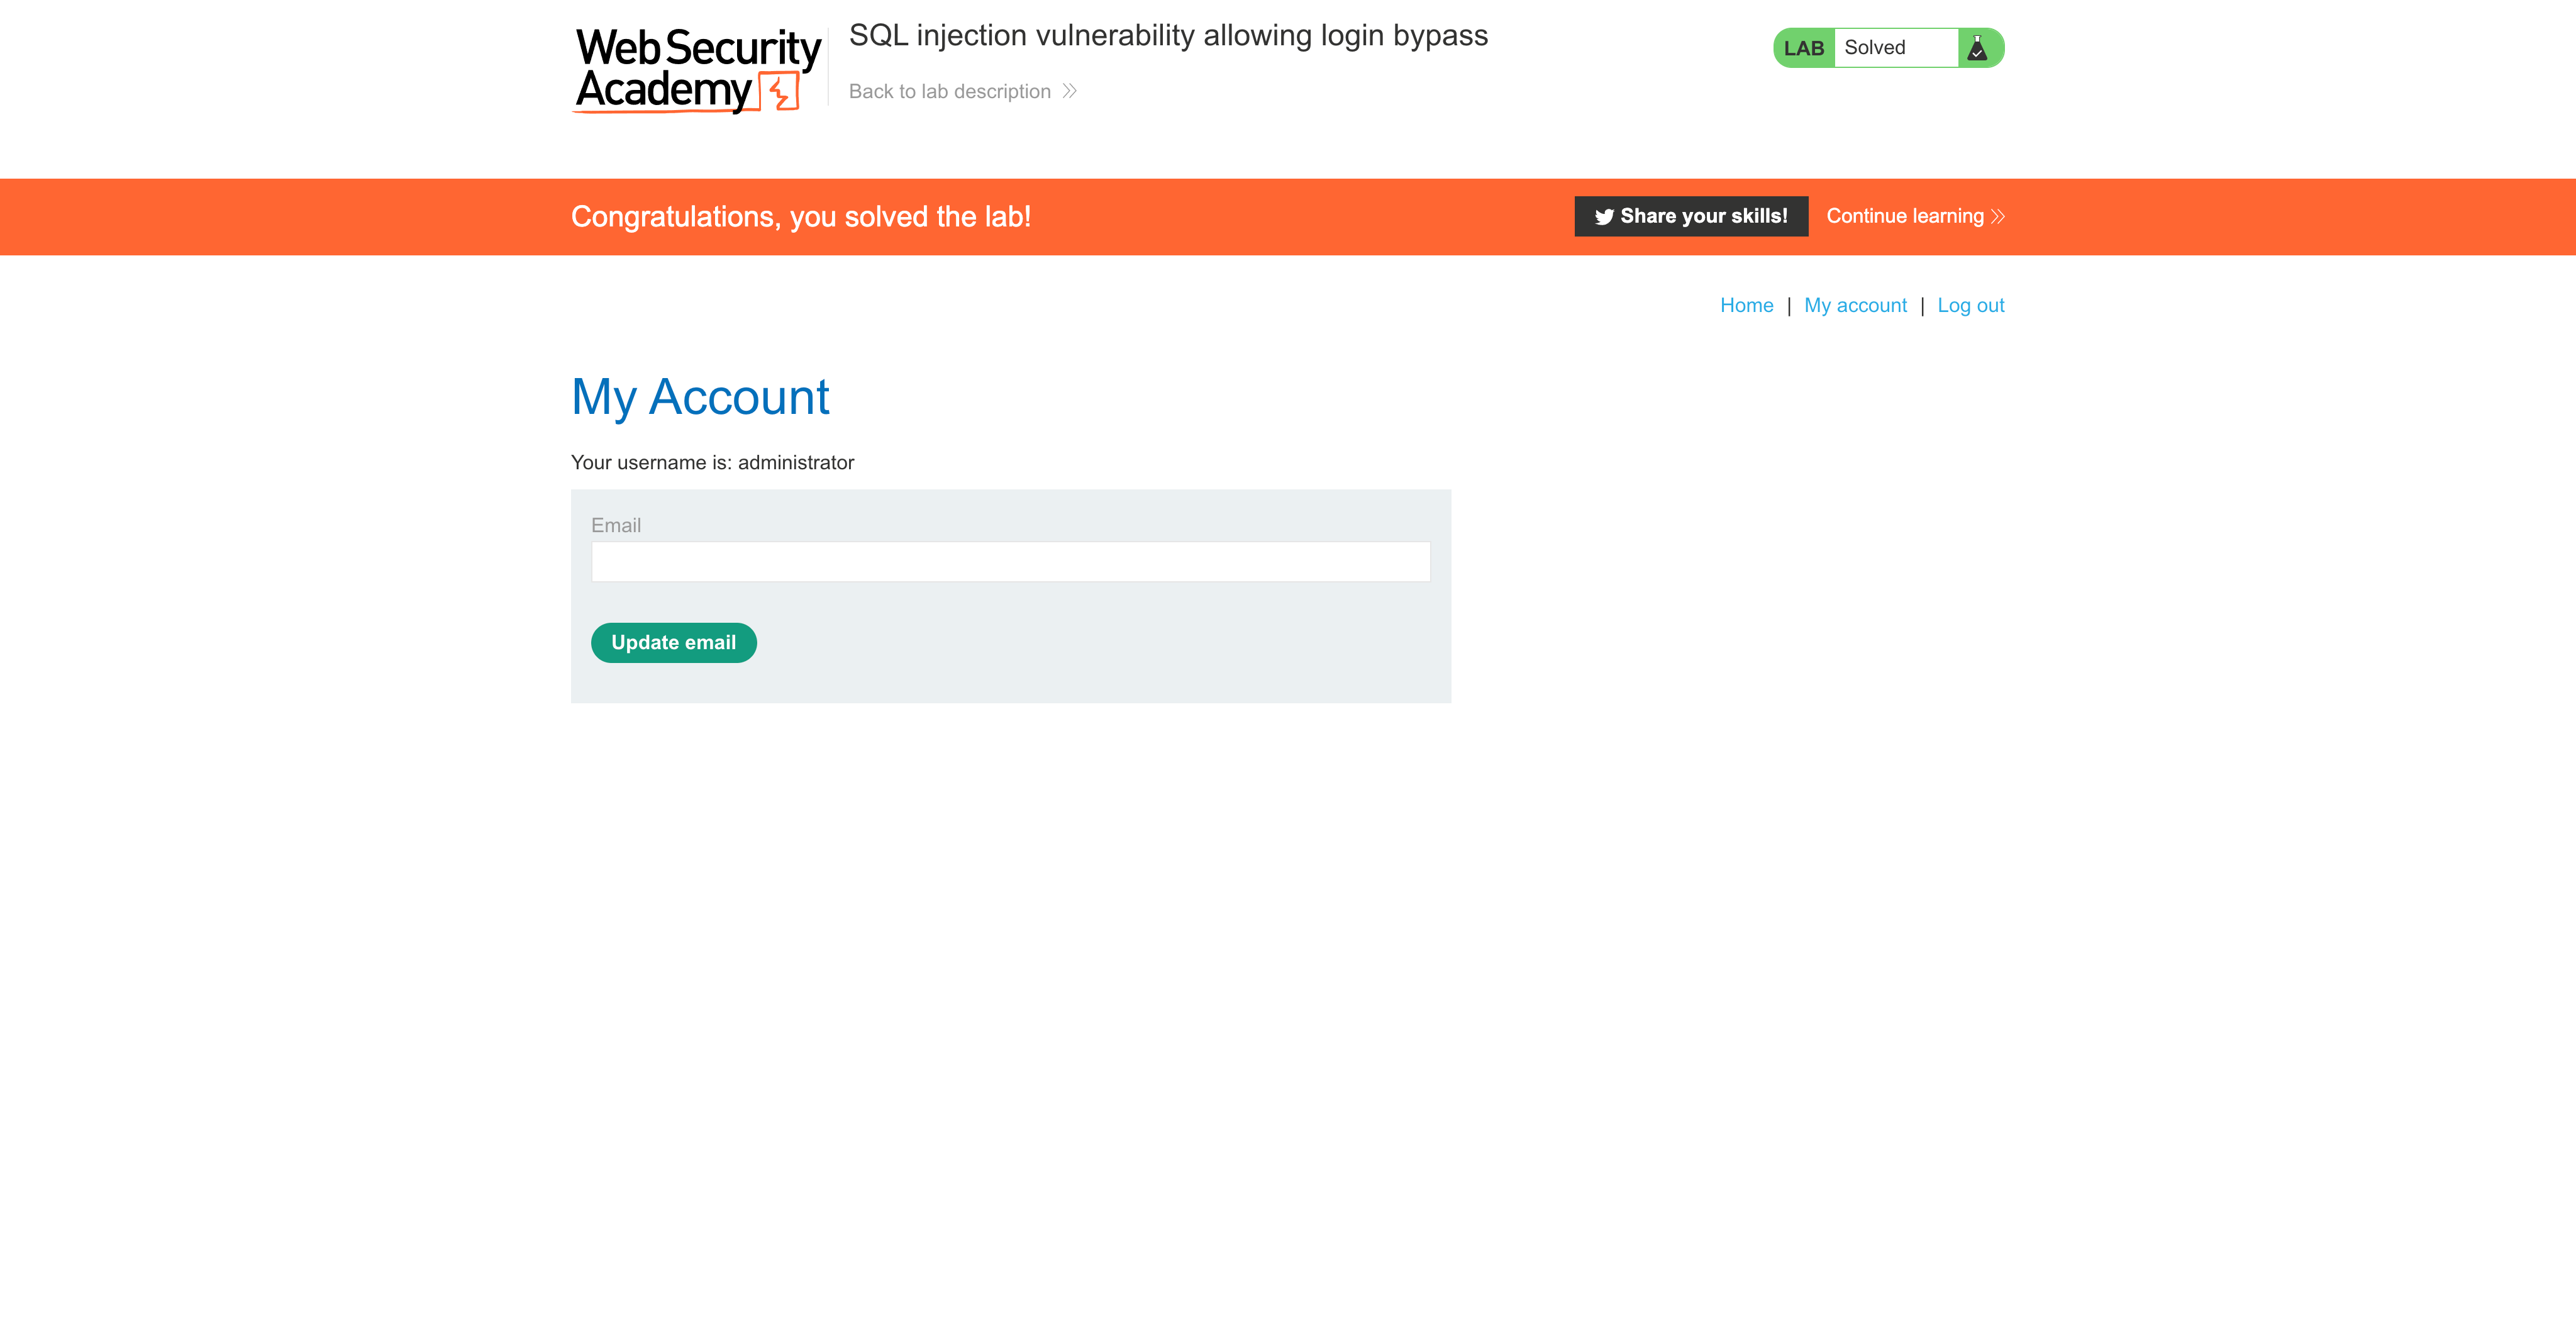 Web Security
Academy
SQL injection vulnerability allowing login bypass
Back to lab description
LAB Solved
Congratulations, you solved the lab!
Share your skills! Continue learning
Home | My account | Log out
My Account
Your username is: administrator
Email
Update email